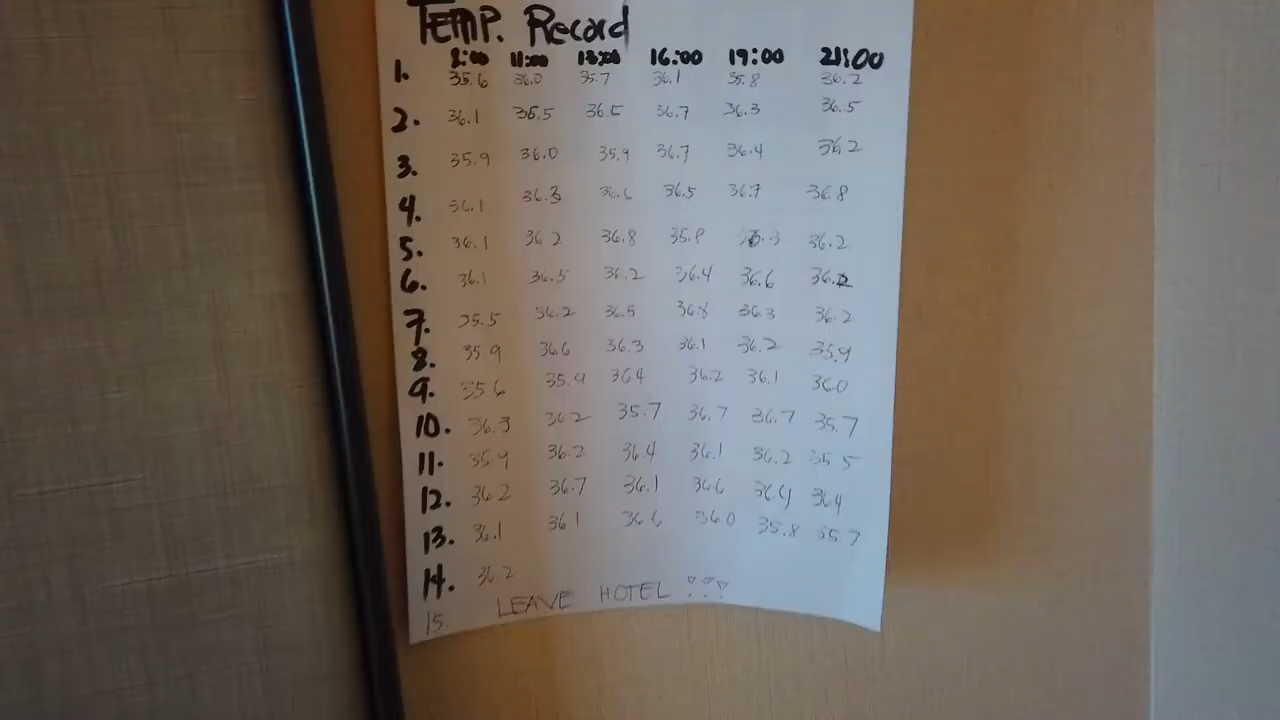 TEMP. Record
8:00 11:00 13:00 16:00 19:00 21:00
1. 35.6 36.0 35.7 36.1 35.8 36.2
2. 36.1 36.5 36.5 36.7 36.3 36.5
3. 35.9 36.0 35.9 36.7 36.4 36.2
4. 36.1 36.3 36.6 36.5 36.7 36.8
5. 36.1 36.2 36.8 35.8 36.2
6. 36.1 36.5 36.2 36.4 36.6 36.2
7. 35.5 36.2 36.5 36.8 36.3 36.2
8. 35.9 36.6 36.3 36.1 36.2 35.9
9. 35.6 35.9 36.4 36.2 36.1 36.0
10. 36.3 36.2 35.7 36.7 36.7 35.7
11. 35.9 36.2 36.4 36.1 36.2 35.5
12. 36.2 36.7 36.1 36.6 36.4 36.4
13. 36.1 36.1 36.6 36.0 35.8 35.7
14. 36.2
15. LEAVE HOTEL !!!